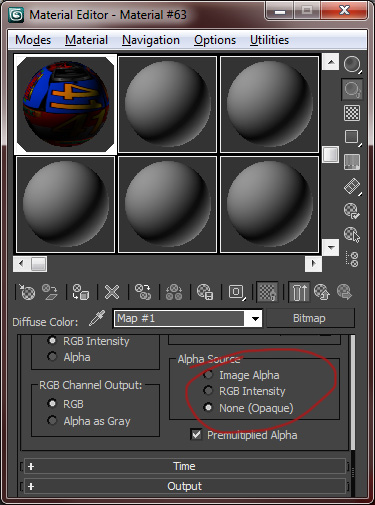 Material Editor - Material #63
Modes Material Navigation Options Utilities
Diffuse Color: Map #1 Bitmap
RGB Intensity
Alpha
RGB Channel Output:
RGB
Alpha as Gray
Alpha Source
Image Alpha
RGB Intensity
None (Opaque)
Premultiplied Alpha
+ Time
+ Output